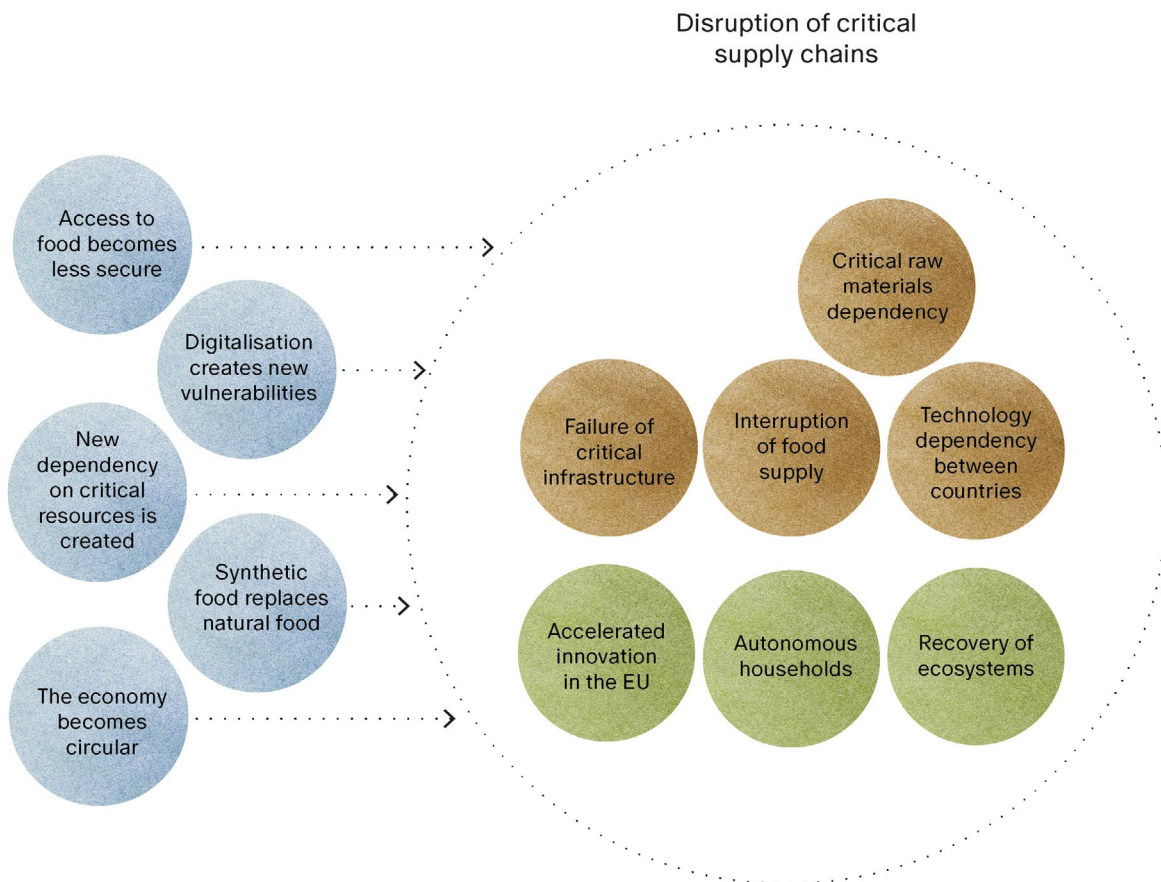 Disruption of critical
supply chains
Access to
food becomes
less secure
Digitalisation
creates new
vulnerabilities
New
dependency
on critical
resources is
created
Synthetic
food replaces
natural food
The economy
becomes
circular
Critical raw
materials
dependency
Failure of
critical
infrastructure
Interruption
of food
supply
Technology
dependency
between
countries
Accelerated
innovation
in the EU
Autonomous
households
Recovery of
ecosystems